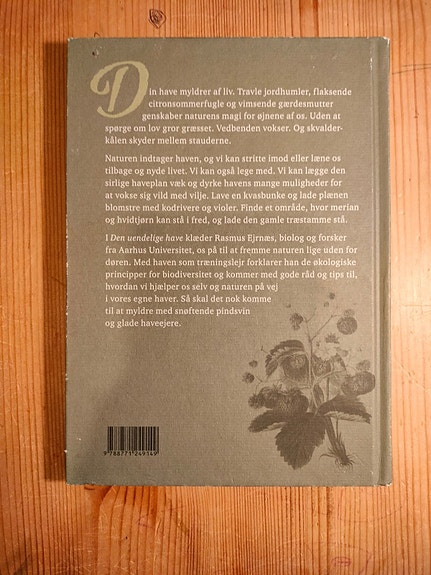 Din have myldrer af liv. Travle jordhumler, flaksende
citronsommerfugle og vimsende gærdesmutter
genskaber naturens magi for øjnene af os. Uden at
spørge om lov gror græsset. Vedbenden vokser. Og skvalder-
kålen skyder mellem stauderne.
Naturen indtager haven, og vi kan stritte imod eller læne os
tilbage og nyde livet. Vi kan også lege med. Vi kan lægge den
sirlige haveplan væk og dyrke havens mange muligheder for
at vokse sig vild med vilje. Lave en kvasbunke og lade plænen
blomstre med kodrivere og violer. Finde et område, hvor merian
og hvidtjørn kan stå i fred, og lade den gamle træstamme stå.
I Den uendelige have klæder Rasmus Ejrnæs, biolog og forsker
fra Aarhus Universitet, os på til at fremme naturen lige uden for
døren. Med haven som træningslejr forklarer han de økologiske
principper for biodiversitet og kommer med gode råd og tips til,
hvordan vi hjælper os selv og naturen på vej
i vores egne haver. Så skal det nok komme
til at myldre med snøftende pindsvin
og glade haveejere.
9 788771 249149